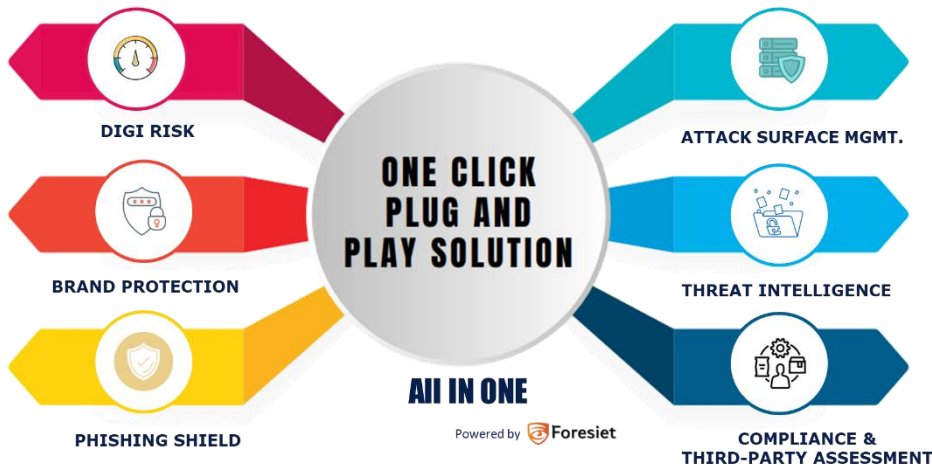 DIGI RISK
BRAND PROTECTION
PHISHING SHIELD
ONE CLICK
PLUG AND
PLAY SOLUTION
All IN ONE
Powered by Foresiet
ATTACK SURFACE MGMT.
THREAT INTELLIGENCE
COMPLIANCE &
THIRD-PARTY ASSESSMENT